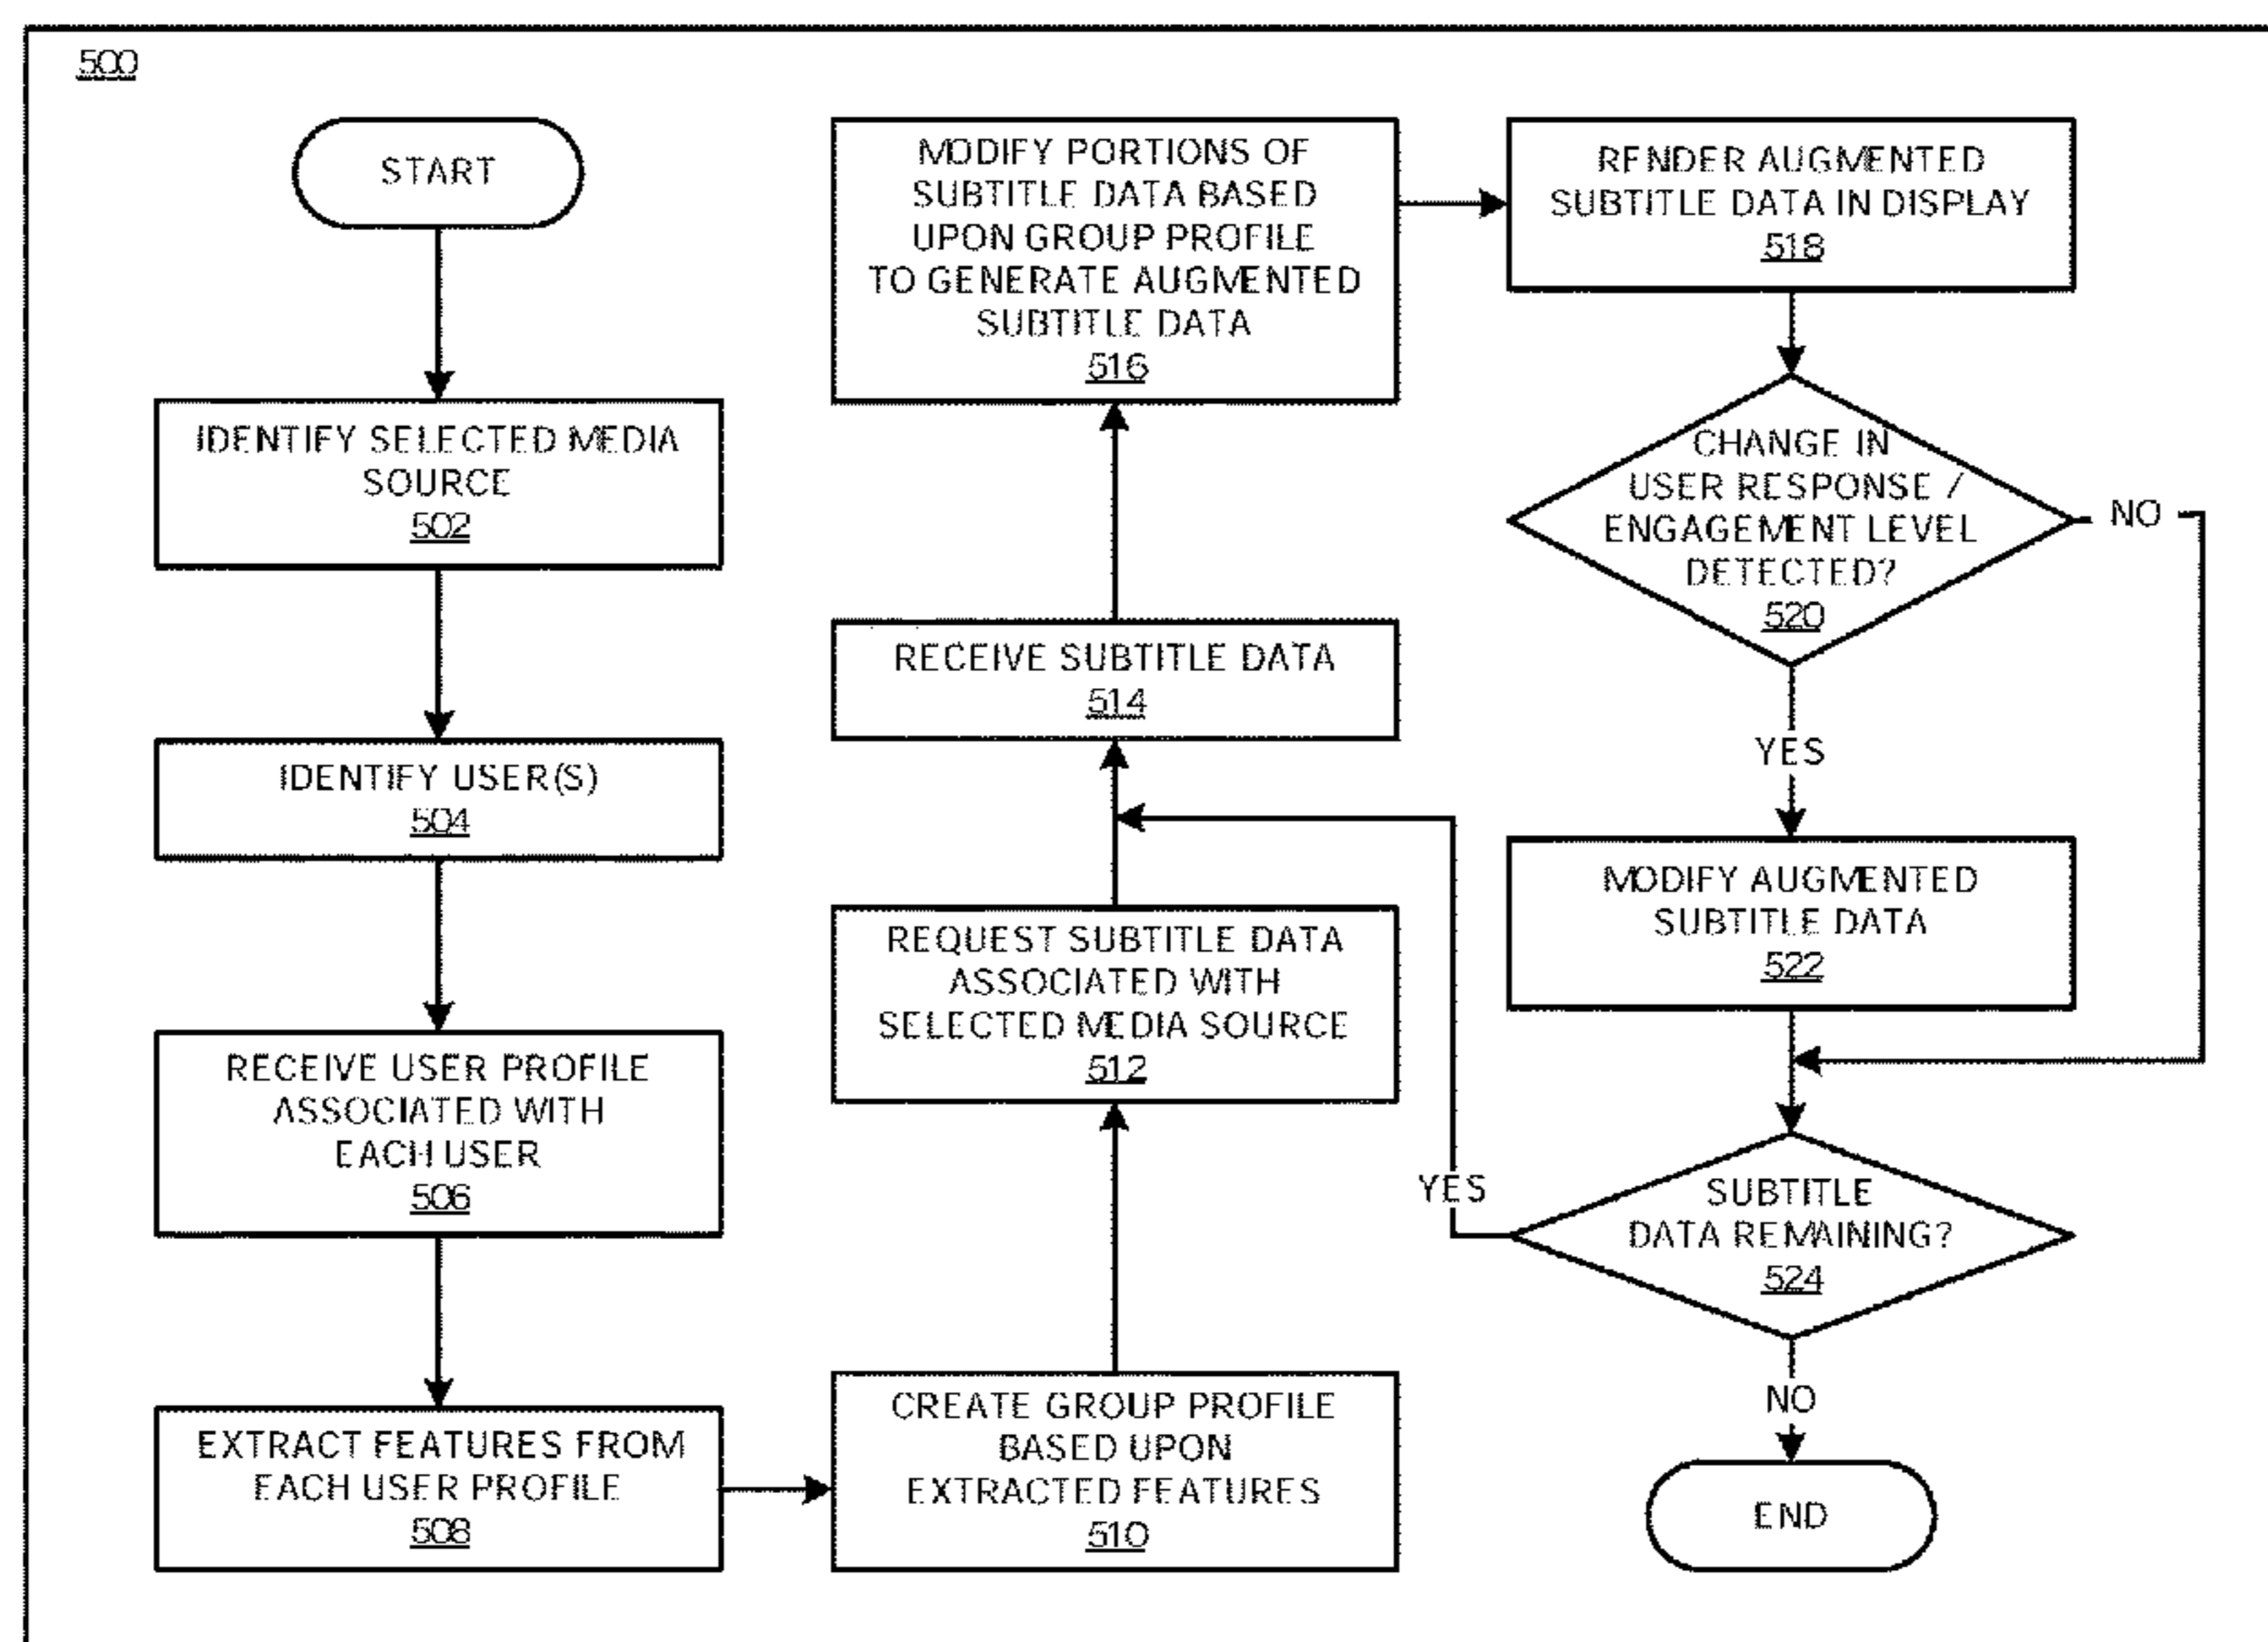 500
START
IDENTIFY SELECTED MEDIA
SOURCE
502
IDENTIFY USER(S)
504
RECEIVE USER PROFILE
ASSOCIATED WITH
EACH USER
506
EXTRACT FEATURES FROM
EACH USER PROFILE
508
CREATE GROUP PROFILE
BASED UPON
EXTRACTED FEATURES
510
REQUEST SUBTITLE DATA
ASSOCIATED WITH
SELECTED MEDIA SOURCE
512
RECEIVE SUBTITLE DATA
514
MODIFY PORTIONS OF
SUBTITLE DATA BASED
UPON GROUP PROFILE
TO GENERATE AUGMENTED
SUBTITLE DATA
516
RENDER AUGMENTED
SUBTITLE DATA IN DISPLAY
518
CHANGE IN
USER RESPONSE /
ENGAGEMENT LEVEL
DETECTED?
520
NO
YES
MODIFY AUGMENTED
SUBTITLE DATA
522
SUBTITLE
DATA REMAINING?
524
YES
NO
END